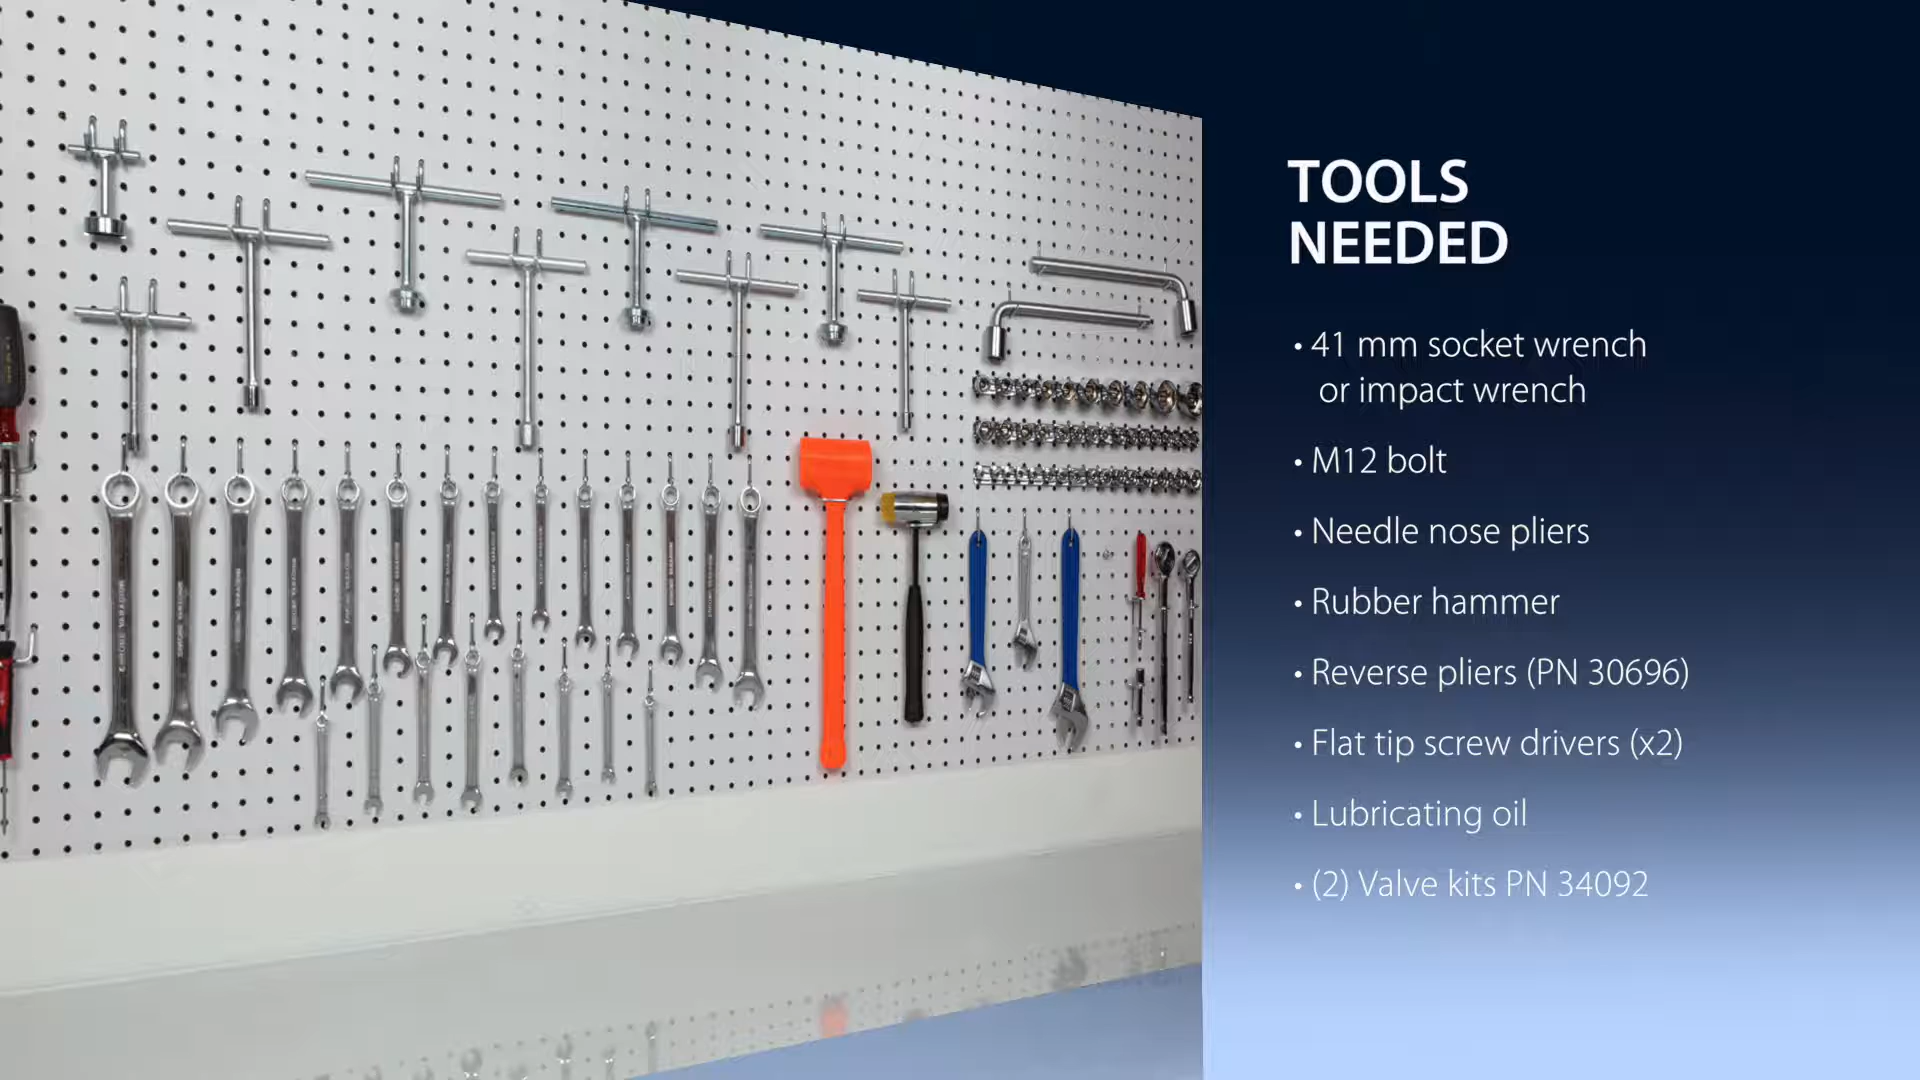 TOOLS
NEEDED
• 41 mm socket wrench
or impact wrench
• M12 bolt
• Needle nose pliers
• Rubber hammer
• Reverse pliers (PN 30696)
• Flat tip screw drivers (x2)
• Lubricating oil
• (2) Valve kits PN 34092